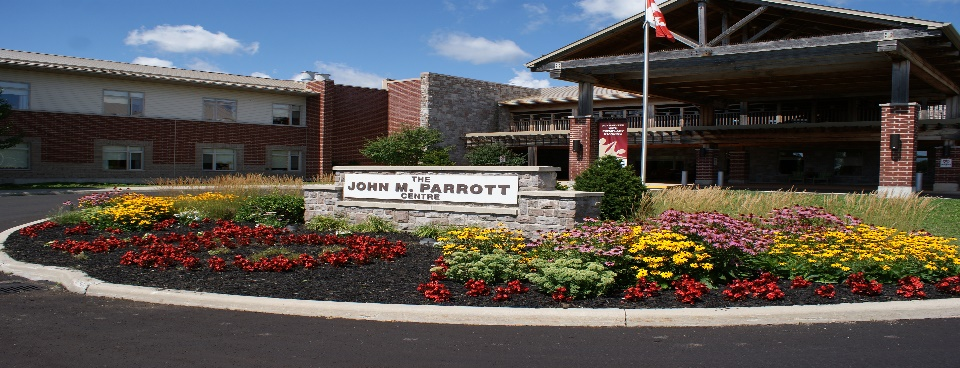 THE
JOHN M. PARROTT
CENTRE